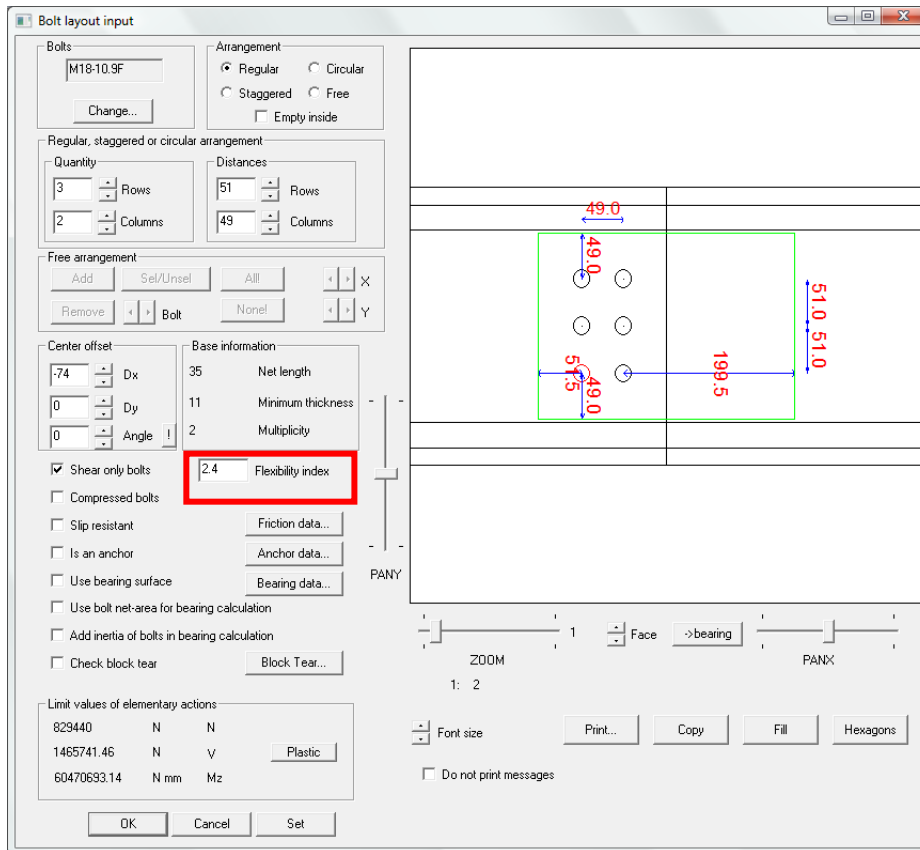 Bolt layout input
Bolts
M18-10.9F
Change...
Arrangement
Regular
Circular
Staggered
Free
Empty inside
Regular, staggered or circular arrangement
Quantity
3 Rows
2 Columns
Distances
51 Rows
49 Columns
Free arrangement
Add
Sel/Unsel
All!
X
Remove
Bolt
None!
Y
Center offset
-74 Dx
0 Dy
0 Angle !
Base information
35 Net length
11 Minimum thickness
2 Multiplicity
2.4 Flexibility index
Shear only bolts
Compressed bolts
Slip resistant
Friction data...
Is an anchor
Anchor data...
Use bearing surface
Bearing data...
Use bolt net-area for bearing calculation
Add inertia of bolts in bearing calculation
Check block tear
Block Tear...
PANY
Limit values of elementary actions
829440 N N
1465741.46 N V
60470693.14 N mm Mz
Plastic
OK
Cancel
Set
49.0
49.0
51.0
51.0
51.5
49.0
199.5
ZOOM
1: 2
1 Face
->bearing
PANX
Font size
Print...
Copy
Fill
Hexagons
Do not print messages